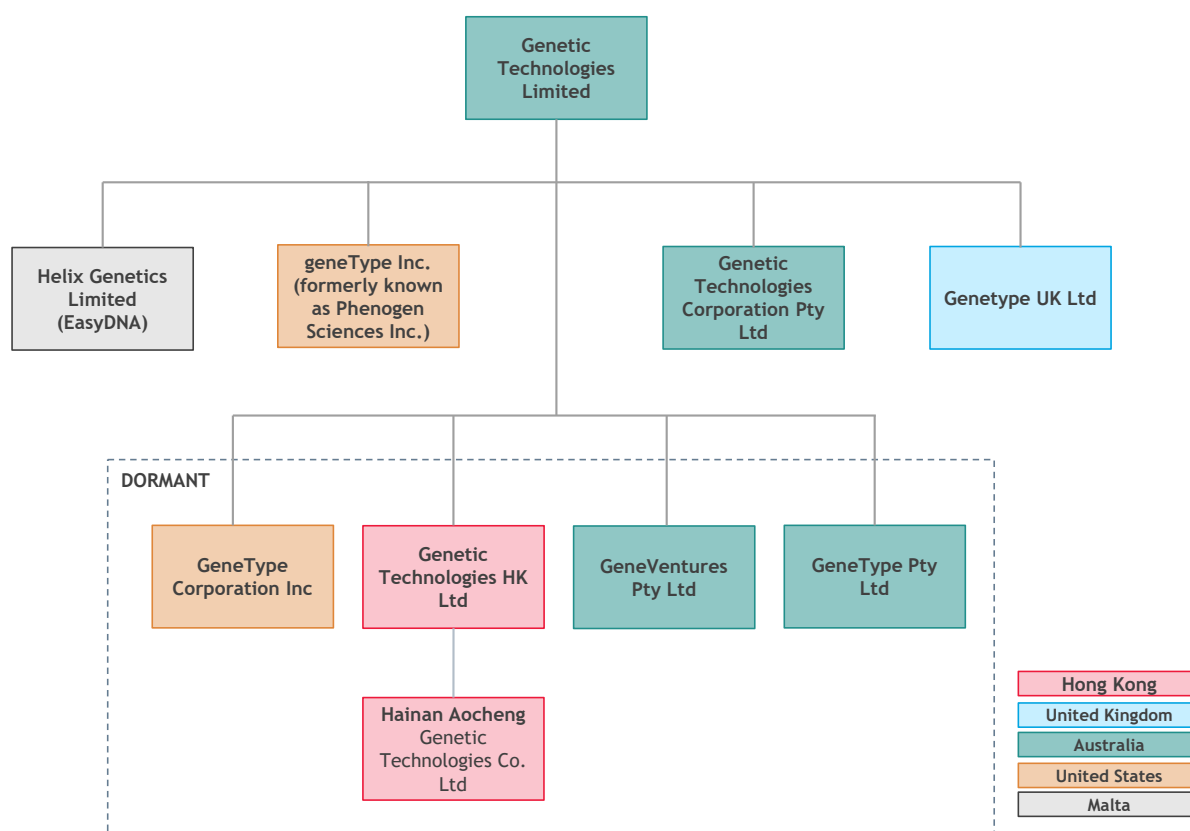 Genetic
Technologies
Limited
Helix Genetics
Limited
(EasyDNA)
geneType Inc.
(formerly known
as Phenogen
Sciences Inc.)
Genetic
Technologies
Corporation Pty
Ltd
Genetype UK Ltd
DORMANT
GeneType
Corporation Inc
Genetic
Technologies HK
Ltd
GeneVentures
Pty Ltd
GeneType Pty
Ltd
Hainan Aocheng
Genetic
Technologies Co.
Ltd
Hong Kong
United Kingdom
Australia
United States
Malta